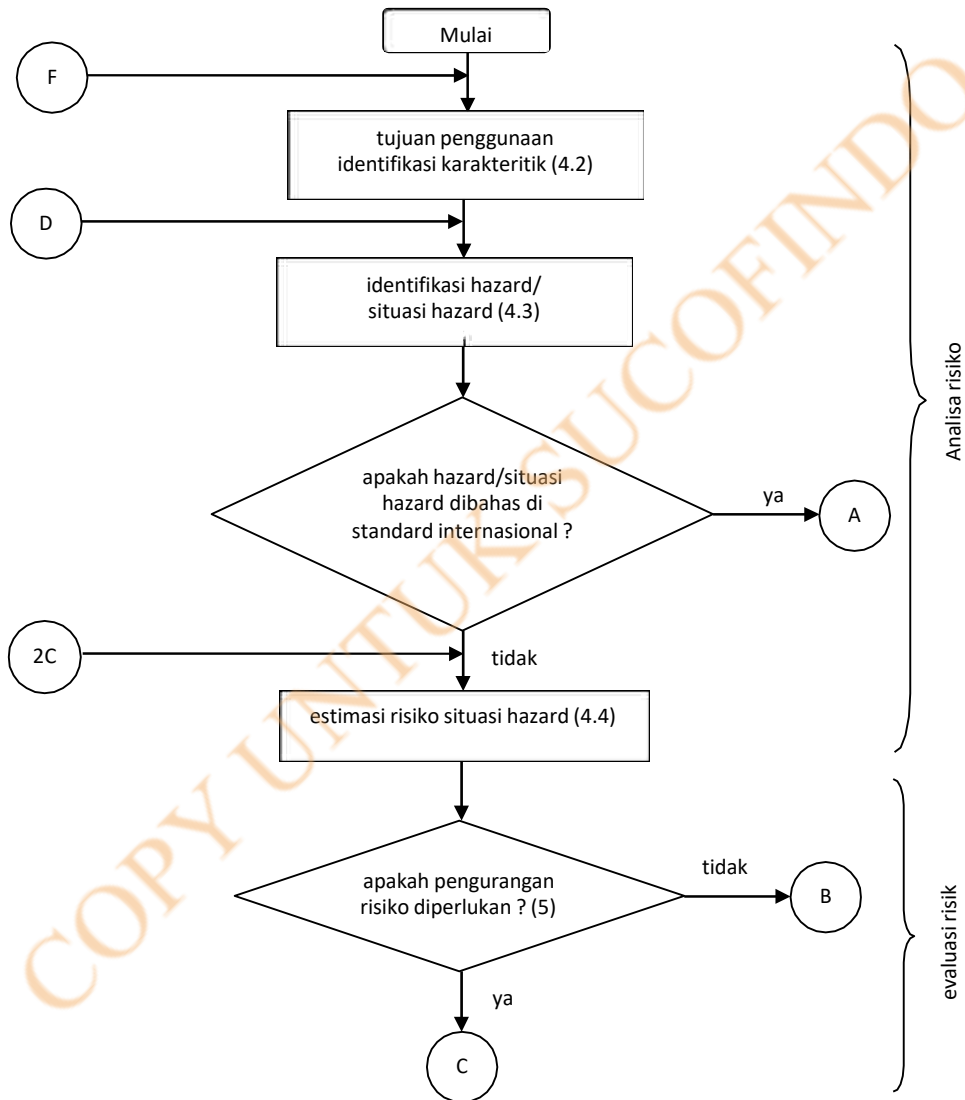 Mulai
F
tujuan penggunaan
identifikasi karakteritik (4.2)
D
identifikasi hazard/
situasi hazard (4.3)
apakah hazard/situasi
hazard dibahas di
standard internasional ?
ya
A
Analisa risiko
2C
tidak
estimasi risiko situasi hazard (4.4)
apakah pengurangan
risiko diperlukan ? (5)
tidak
B
evaluasi risik
ya
C
COPY UNTUK SUCOFINDO